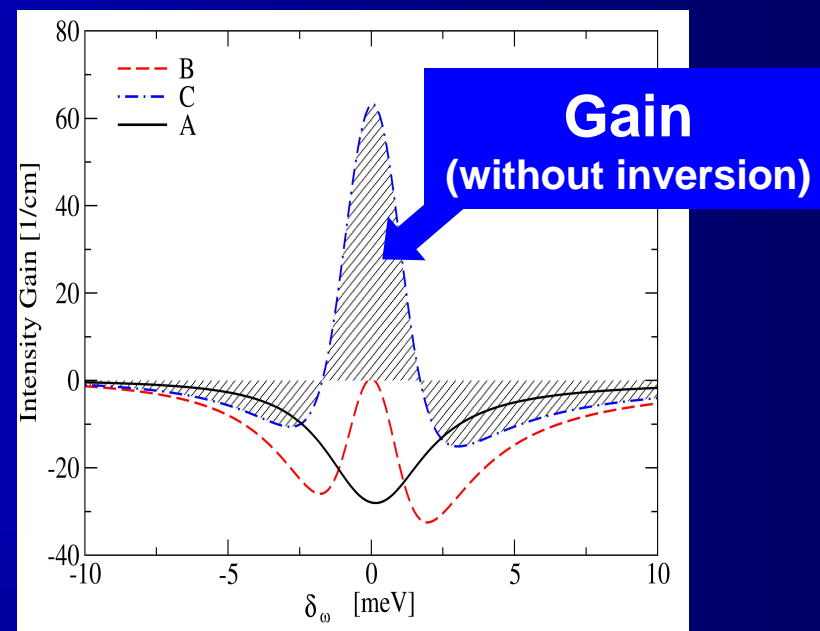 80
B
C
A
Gain
(without inversion)
60
40
20
0
-20
-40
Intensity Gain [1/cm]
-10 -5 0 5 10
δω [meV]